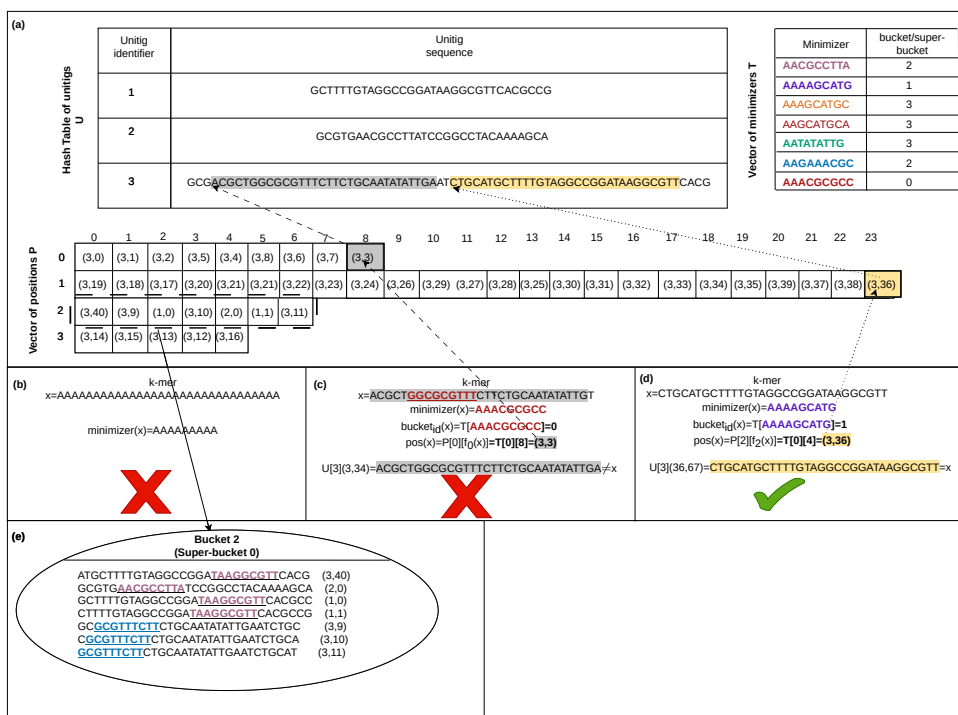 (a)
Hash Table of unitigs
U
Unitig
identifier
Unitig
sequence
1
GCTTTTGTAGGCCGGATAAGGCGTTCACGCCG
2
GCGTGAACGCCTTATCCGGCCTACAAAAGCA
3
GCGACGCTGGCGCGTTTCTTCTGCAATATATTGAATCTGCATGCTTTTGTAGGCCGGATAAGGCGTTCACG
Vector of minimizers T
Minimizer
bucket/super-
bucket
AACGCCTTA 2
AAAAGCATG 1
AAAGCATGC 3
AAGCATGCA 3
AATATATTG 3
AAGAAACGC 2
AAACGCGCC 0
Vector of positions P
0 1 2 3 4 5 6 7 8 9 10 11 12 13 14 15 16 17 18 19 20 21 22 23
0 (3,0) (3,1) (3,2) (3,5) (3,4) (3,8) (3,6) (3,7) (3,3)
1 (3,19) (3,18) (3,17) (3,20) (3,21) (3,21) (3,22) (3,23) (3,24) (3,26) (3,29) (3,27) (3,28) (3,25) (3,30) (3,31) (3,32) (3,33) (3,34) (3,35) (3,39) (3,37) (3,38) (3,36)
2 (3,40) (3,9) (1,0) (3,10) (2,0) (1,1) (3,11)
3 (3,14) (3,15) (3,13) (3,12) (3,16)
(b)
k-mer
x=AAAAAAAAAAAAAAAAAAAAAAAAAAAAAAA
minimizer(x)=AAAAAAAAA
(c)
k-mer
x=ACGCTGGCGCGTTTCTTCTGCAATATATTGT
minimizer(x)=AAACGCGCC
bucketid(x)=T[AAACGCGCC]=0
pos(x)=P[0][f0(x)]=T[0][8]=(3,3)
U[3](3,34)=ACGCTGGCGCGTTTCTTCTGCAATATATTGA≠x
(d)
k-mer
x=CTGCATGCTTTTGTAGGCCGGATAAGGCGTT
minimizer(x)=AAAAGCATG
bucketid(x)=T[AAAAGCATG]=1
pos(x)=P[2][f2(x)]=T[0][4]=(3,36)
U[3](36,67)=CTGCATGCTTTTGTAGGCCGGATAAGGCGTT=x
(e)
Bucket 2
(Super-bucket 0)
ATGCTTTTGTAGGCCGGATAAGGCGTTCACG (3,40)
GCGTGAACGCCTTATCCGGCCTACAAAAGCA (2,0)
GCTTTTGTAGGCCGGATAAGGCGTTCACGCC (1,0)
CTTTTGTAGGCCGGATAAGGCGTTCACGCCG (1,1)
GCGCGTTTCTTCTGCAATATATTGAATCTGC (3,9)
CGCGTTTCTTCTGCAATATATTGAATCTGCA (3,10)
GCGTTTCTTCTGCAATATATTGAATCTGCAT (3,11)